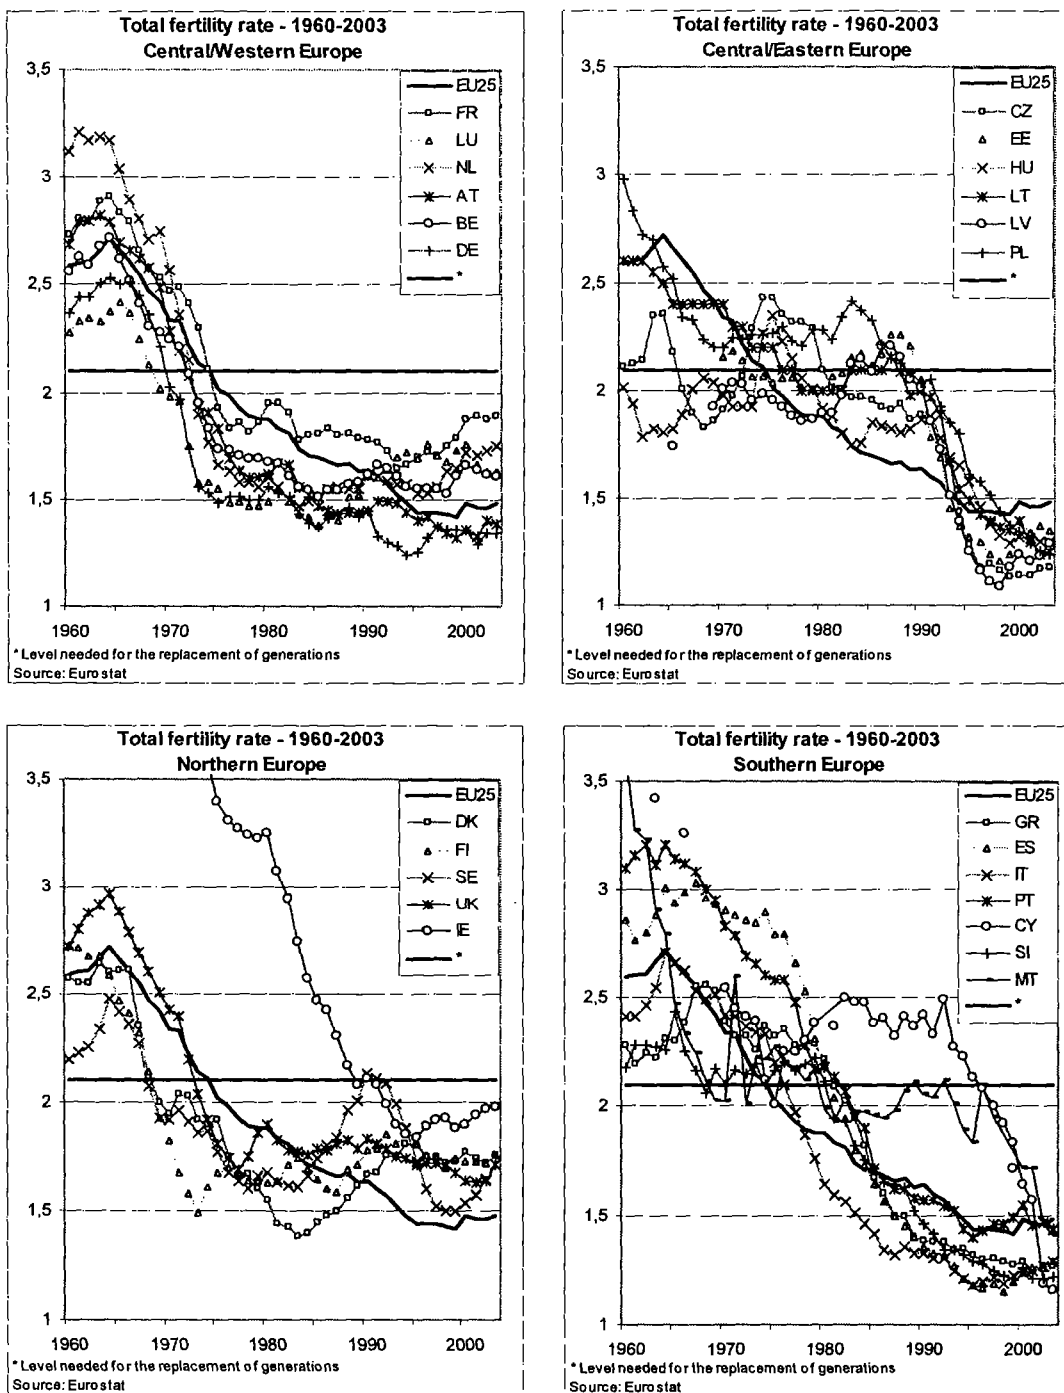 Total fertility rate - 1960-2003
Central/Western Europe
3,5
3
2,5
2
1,5
1
EU25
FR
LU
NL
AT
BE
DE
*
1960 1970 1980 1990 2000
* Level needed for the replacement of generations
Source: Eurostat
Total fertility rate - 1960-2003
Central/Eastern Europe
3,5
3
2,5
2
1,5
1
EU25
CZ
EE
HU
LT
LV
PL
*
1960 1970 1980 1990 2000
* Level needed for the replacement of generations
Source: Eurostat
Total fertility rate - 1960-2003
Northern Europe
3,5
3
2,5
2
1,5
1
EU25
DK
FI
SE
UK
IE
*
1960 1970 1980 1990 2000
* Level needed for the replacement of generations
Source: Eurostat
Total fertility rate - 1960-2003
Southern Europe
3,5
3
2,5
2
1,5
1
EU25
GR
ES
IT
PT
CY
SI
MT
*
1960 1970 1980 1990 2000
* Level needed for the replacement of generations
Source: Eurostat